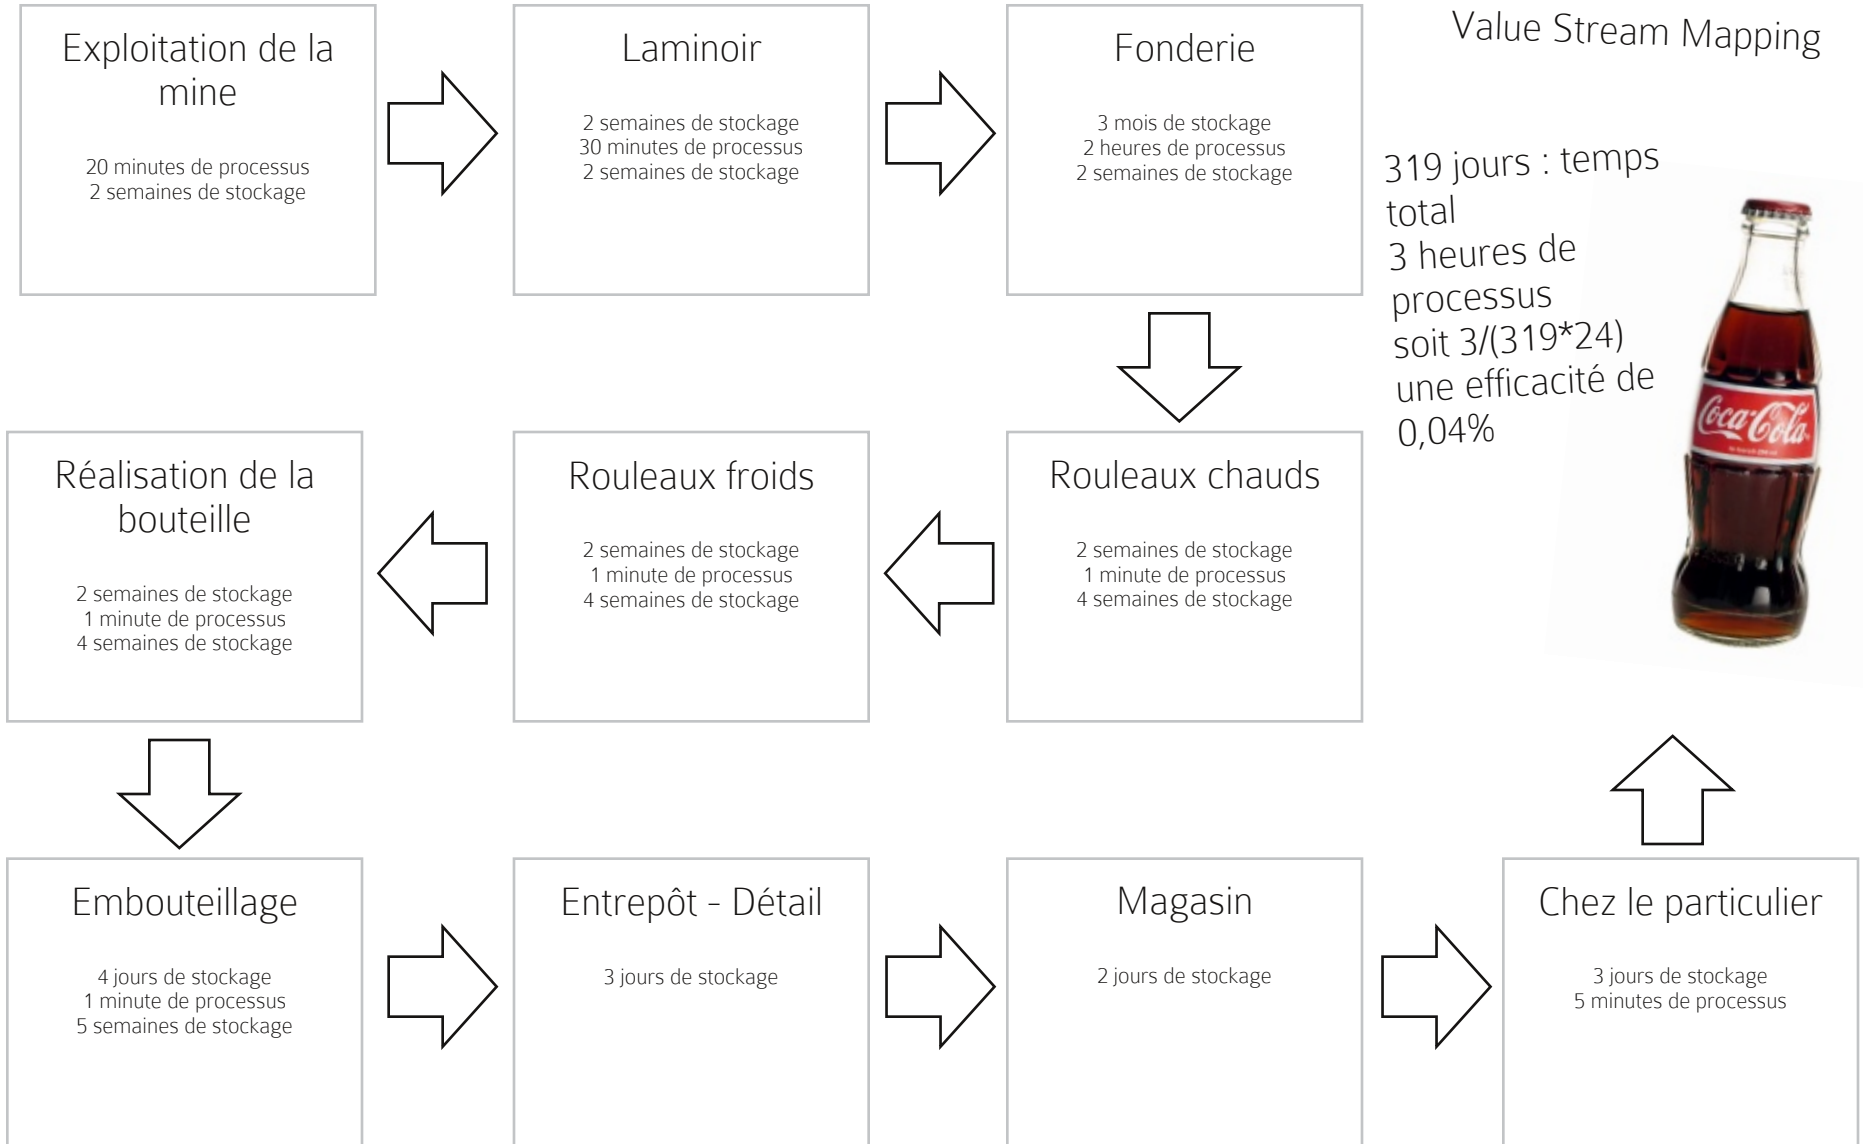 Value Stream Mapping
Exploitation de la
mine
20 minutes de processus
2 semaines de stockage
Laminoir
2 semaines de stockage
30 minutes de processus
2 semaines de stockage
Fonderie
3 mois de stockage
2 heures de processus
2 semaines de stockage
319 jours : temps
total
3 heures de
processus
soit 3/(319*24)
une efficacité de
0,04%
Coca-Cola
Rouleaux chauds
2 semaines de stockage
1 minute de processus
4 semaines de stockage
Rouleaux froids
2 semaines de stockage
1 minute de processus
4 semaines de stockage
Réalisation de la
bouteille
2 semaines de stockage
1 minute de processus
4 semaines de stockage
Embouteillage
4 jours de stockage
1 minute de processus
5 semaines de stockage
Entrepôt - Détail
3 jours de stockage
Magasin
2 jours de stockage
Chez le particulier
3 jours de stockage
5 minutes de processus